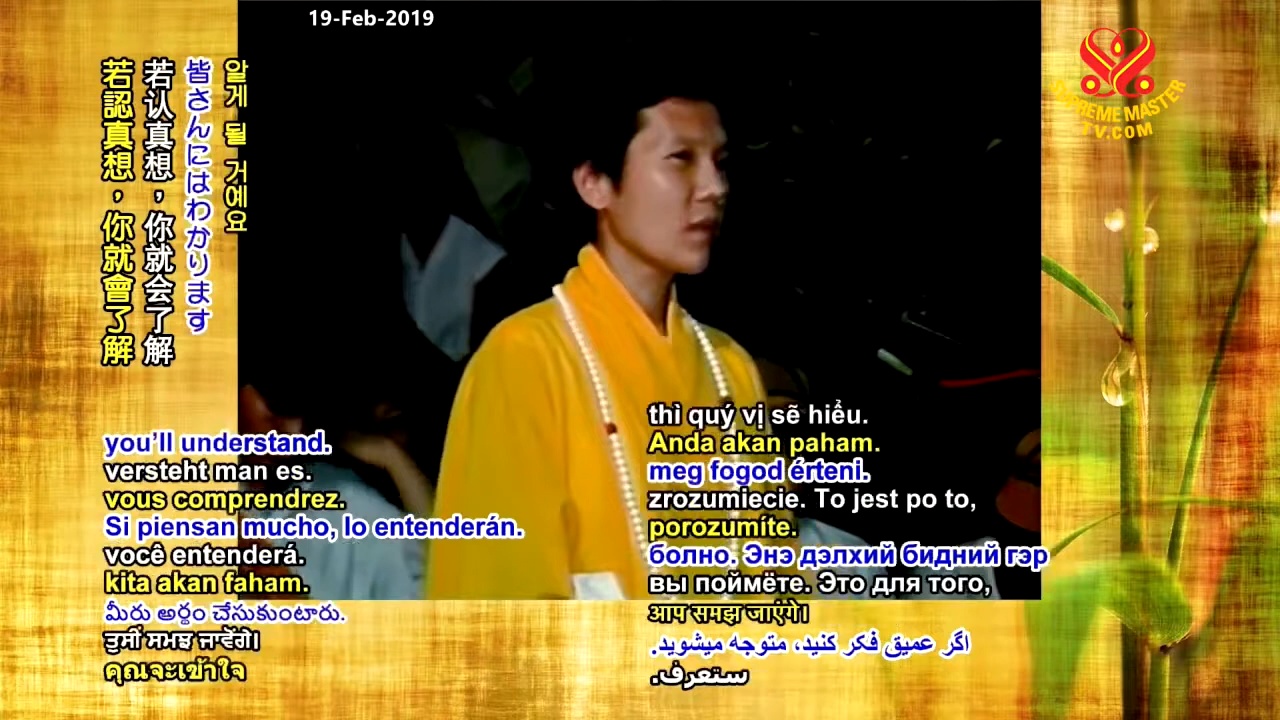 19-Feb-2019
SUPREME MASTER
TV.COM
알게 될 거예요
皆さんにはわかります
若认真想，你就会了解
若認真想，你就會了解
you’ll understand.
versteht man es.
vous comprendrez.
Si piensan mucho, lo entenderán.
você entenderá.
kita akan faham.
మీరు అర్థం చేసుకుంటారు.
ਤੁਸੀਂ ਸਮਝ ਜਾਵੋਂਗੇ।
คุณจะเข้าใจ
thì quý vị sẽ hiểu.
Anda akan paham.
meg fogod érteni.
zrozumiecie. To jest po to,
porozumíte.
болно. Энэ дэлхий бидний гэр
вы поймёте. Это для того,
आप समझ जाएंगे।
اگر عمیق فکر کنید، متوجه میشوید.
ستعرف.